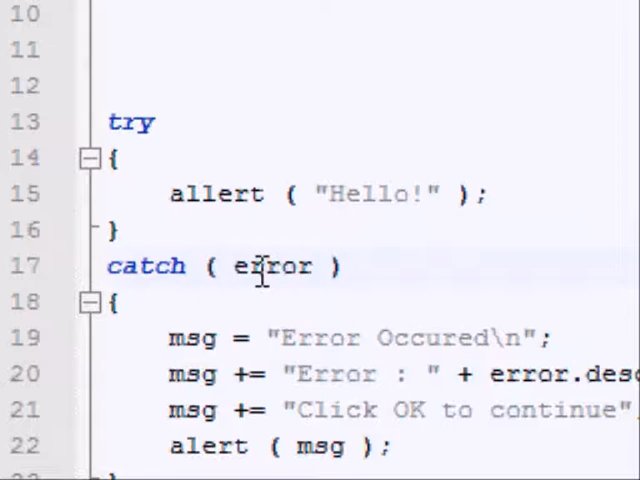 10
11
12
13 try
14 {
15 allert ( "Hello!" );
16 }
17 catch ( error )
18 {
19 msg = "Error Occured\n";
20 msg += "Error : " + error.desc
21 msg += "Click OK to continue"
22 alert ( msg );
}